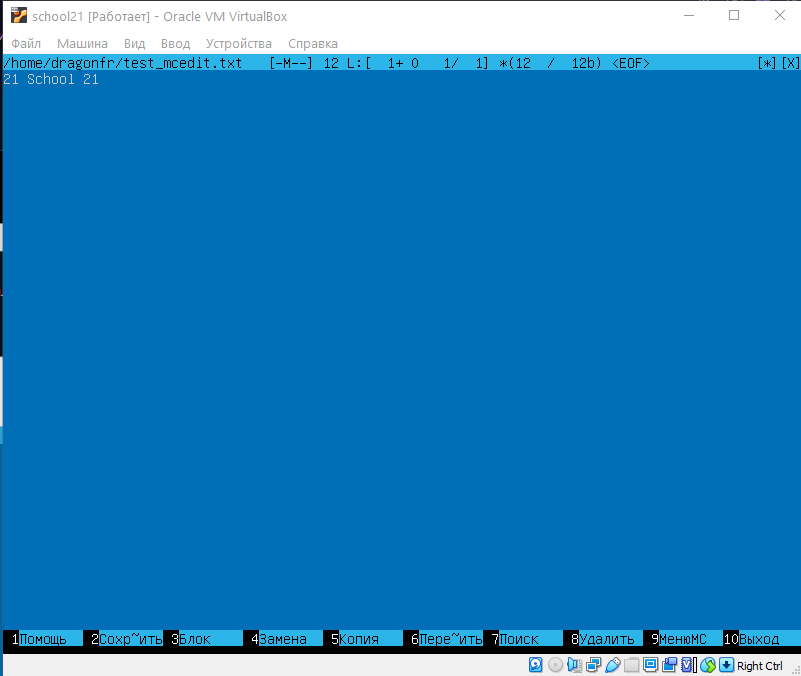 school21 [Работает] - Oracle VM VirtualBox
Файл Машина Вид Ввод Устройства Справка
/home/dragonfr/test_mcedit.txt [-M--] 12 L:[ 1+ 0 1/ 1] *(12 / 12b) <EOF> [*][X]
21 School 21
1Помощь 2Сохр~ить 3Блок 4Замена 5Копия 6Пере~ить 7Поиск 8Удалить 9МенюMC 10Выход
Right Ctrl